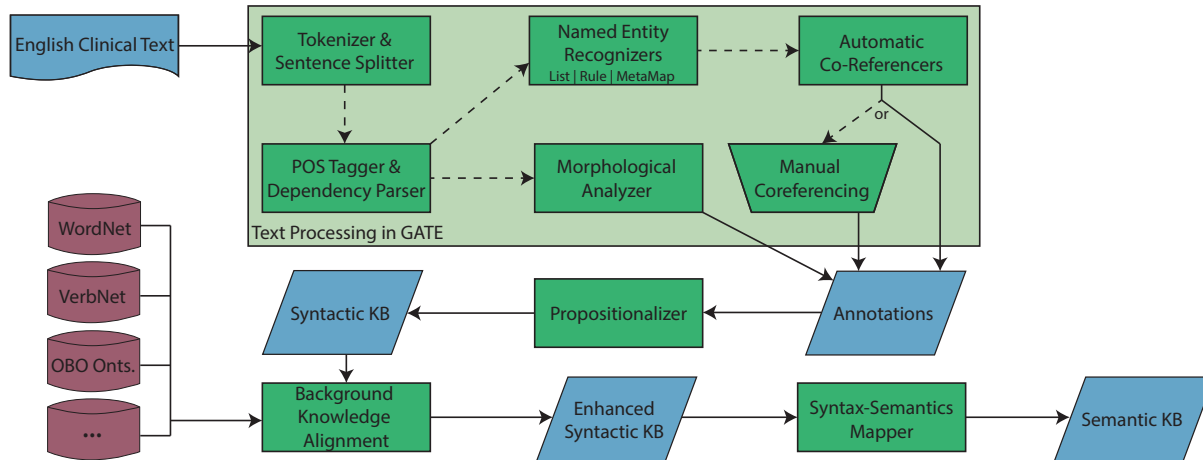 English Clinical Text
Tokenizer &
Sentence Splitter
Named Entity
Recognizers
List | Rule | MetaMap
Automatic
Co-Referencers
or
POS Tagger &
Dependency Parser
Morphological
Analyzer
Manual
Coreferencing
Text Processing in GATE
WordNet
VerbNet
OBO Onts.
...
Syntactic KB
Propositionalizer
Annotations
Background
Knowledge
Alignment
Enhanced
Syntactic KB
Syntax-Semantics
Mapper
Semantic KB